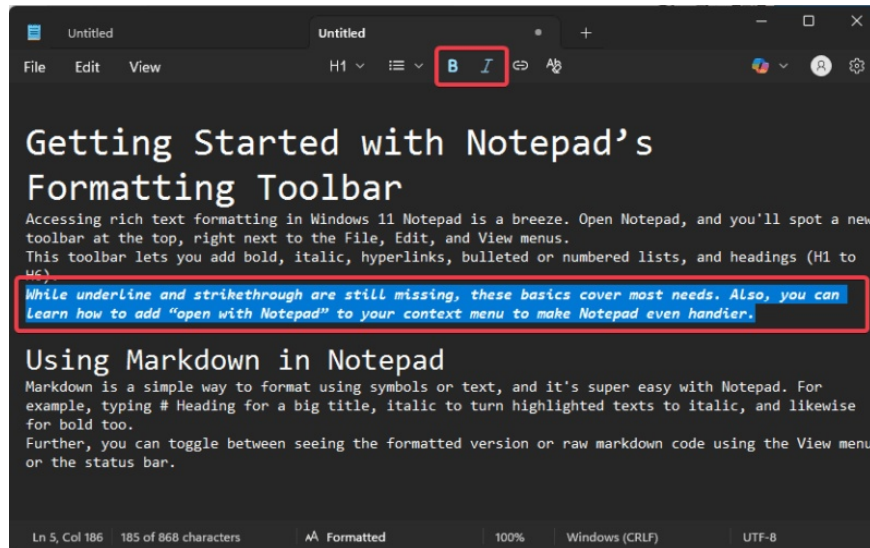 Untitled
Untitled
File Edit View
H1
B I
Getting Started with Notepad’s
Formatting Toolbar
Accessing rich text formatting in Windows 11 Notepad is a breeze. Open Notepad, and you'll spot a new
toolbar at the top, right next to the File, Edit, and View menus.
This toolbar lets you add bold, italic, hyperlinks, bulleted or numbered lists, and headings (H1 to
H6).
While underline and strikethrough are still missing, these basics cover most needs. Also, you can
learn how to add “open with Notepad” to your context menu to make Notepad even handier.
Using Markdown in Notepad
Markdown is a simple way to format using symbols or text, and it's super easy with Notepad. For
example, typing # Heading for a big title, italic to turn highlighted texts to italic, and likewise
for bold too.
Further, you can toggle between seeing the formatted version or raw markdown code using the View menu
or the status bar.
Ln 5, Col 186 185 of 868 characters Formatted 100% Windows (CRLF) UTF-8